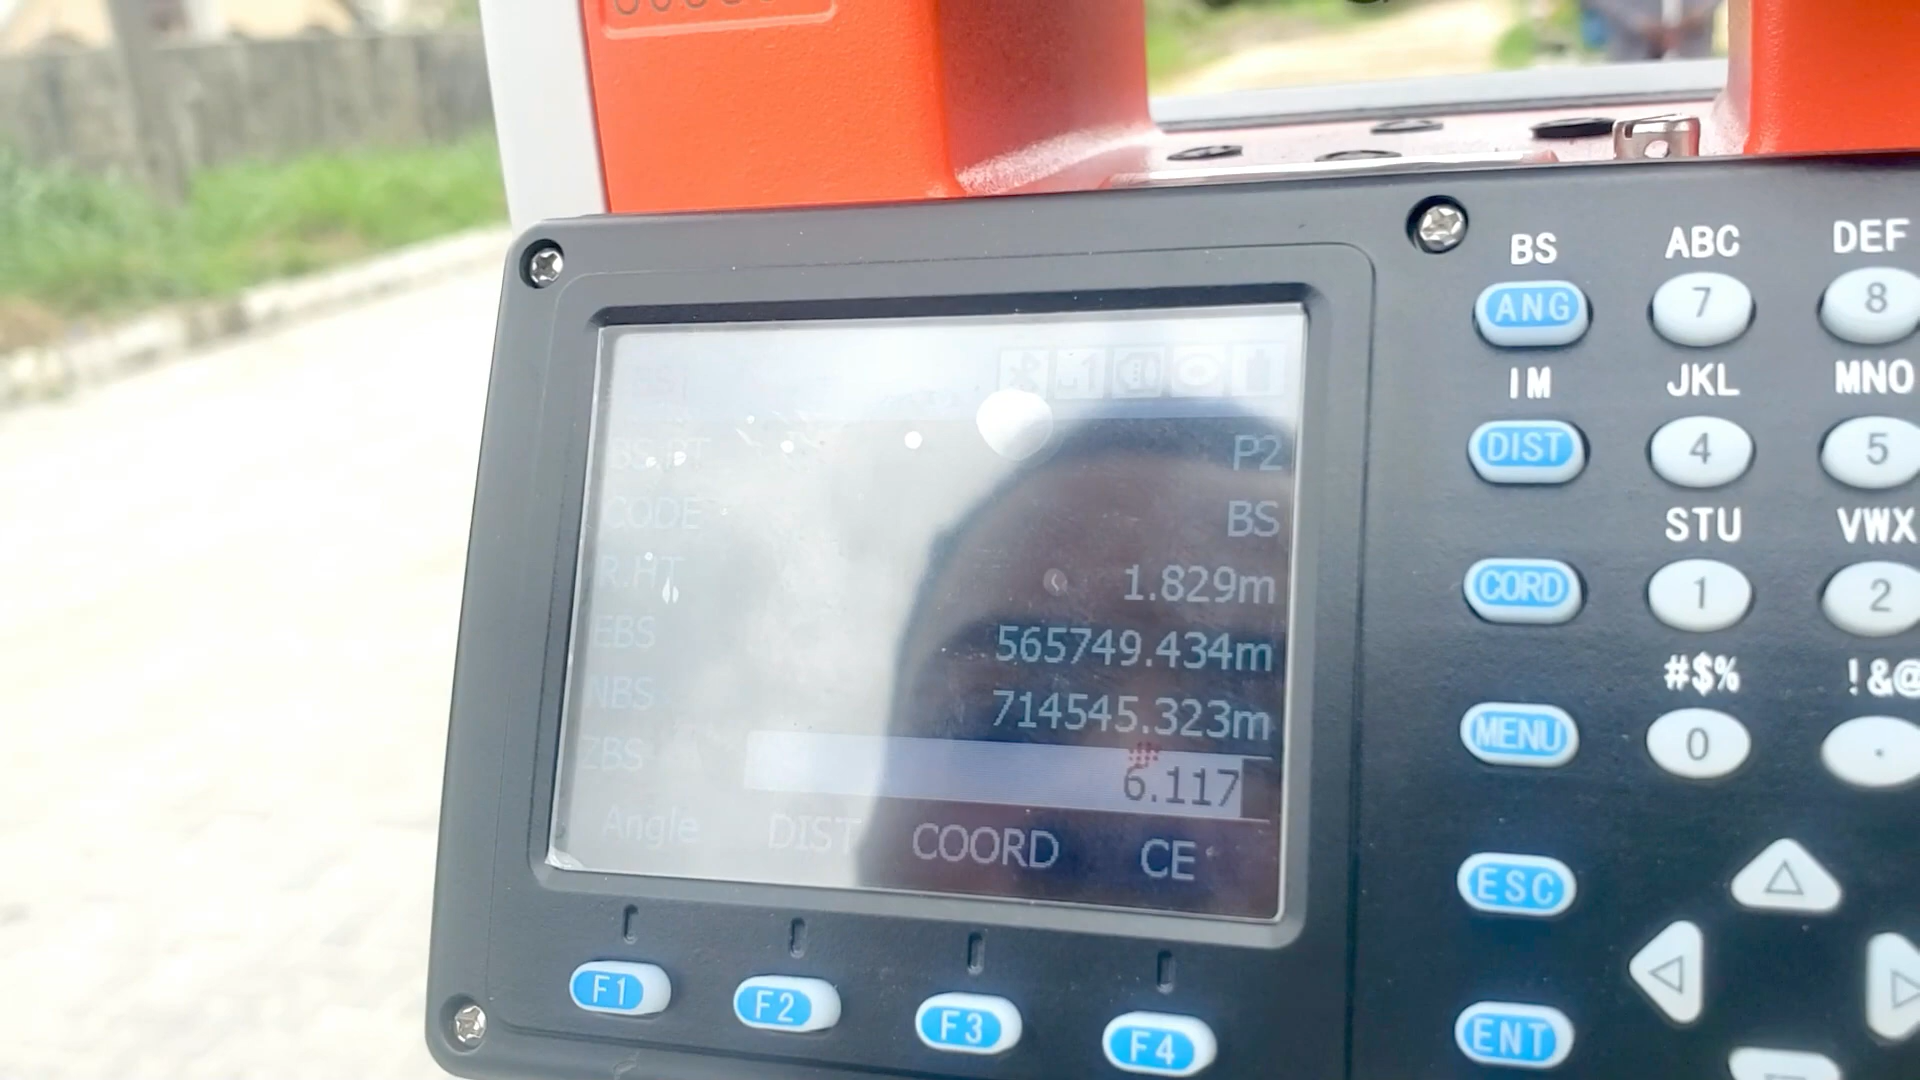 BS.PT P2
CODE BS
R.HT 1.829m
EBS 565749.434m
NBS 714545.323m
ZBS 6.117
Angle DIST COORD CE
F1 F2 F3 F4
BS ABC DEF
ANG 7 8
IM JKL MNO
DIST 4 5
STU VWX
CORD 1 2
#$% !&@
MENU 0 .
ESC
ENT